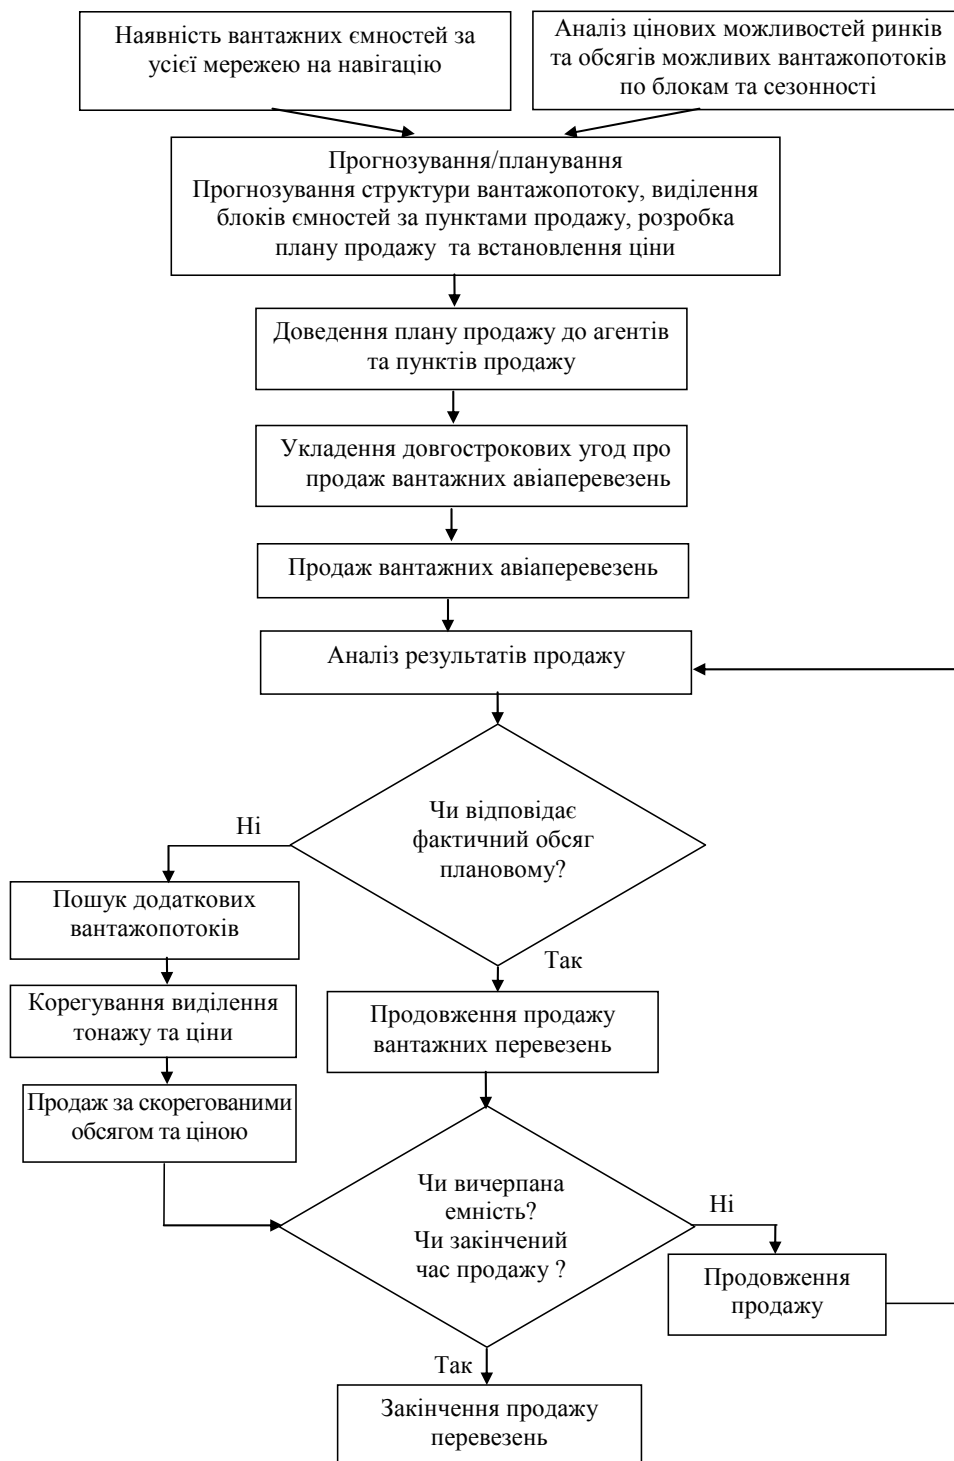 Наявність вантажних ємностей за
усієї мережею на навігацію
Аналіз цінових можливостей ринків
та обсягів можливих вантажопотоків
по блокам та сезонності
Прогнозування/планування
Прогнозування структури вантажопотоку, виділення
блоків ємностей за пунктами продажу, розробка
плану продажу та встановлення ціни
Доведення плану продажу до агентів
та пунктів продажу
Укладення довгострокових угод про
продаж вантажних авіаперевезень
Продаж вантажних авіаперевезень
Аналіз результатів продажу
Чи відповідає
фактичний обсяг
плановому?
Ні
Так
Пошук додаткових
вантажопотоків
Корегування виділення
тонажу та ціни
Продаж за скорегованими
обсягом та ціною
Продовження продажу
вантажних перевезень
Чи вичерпана
емність?
Чи закінчений
час продажу ?
Ні
Продовження
продажу
Так
Закінчення продажу
перевезень